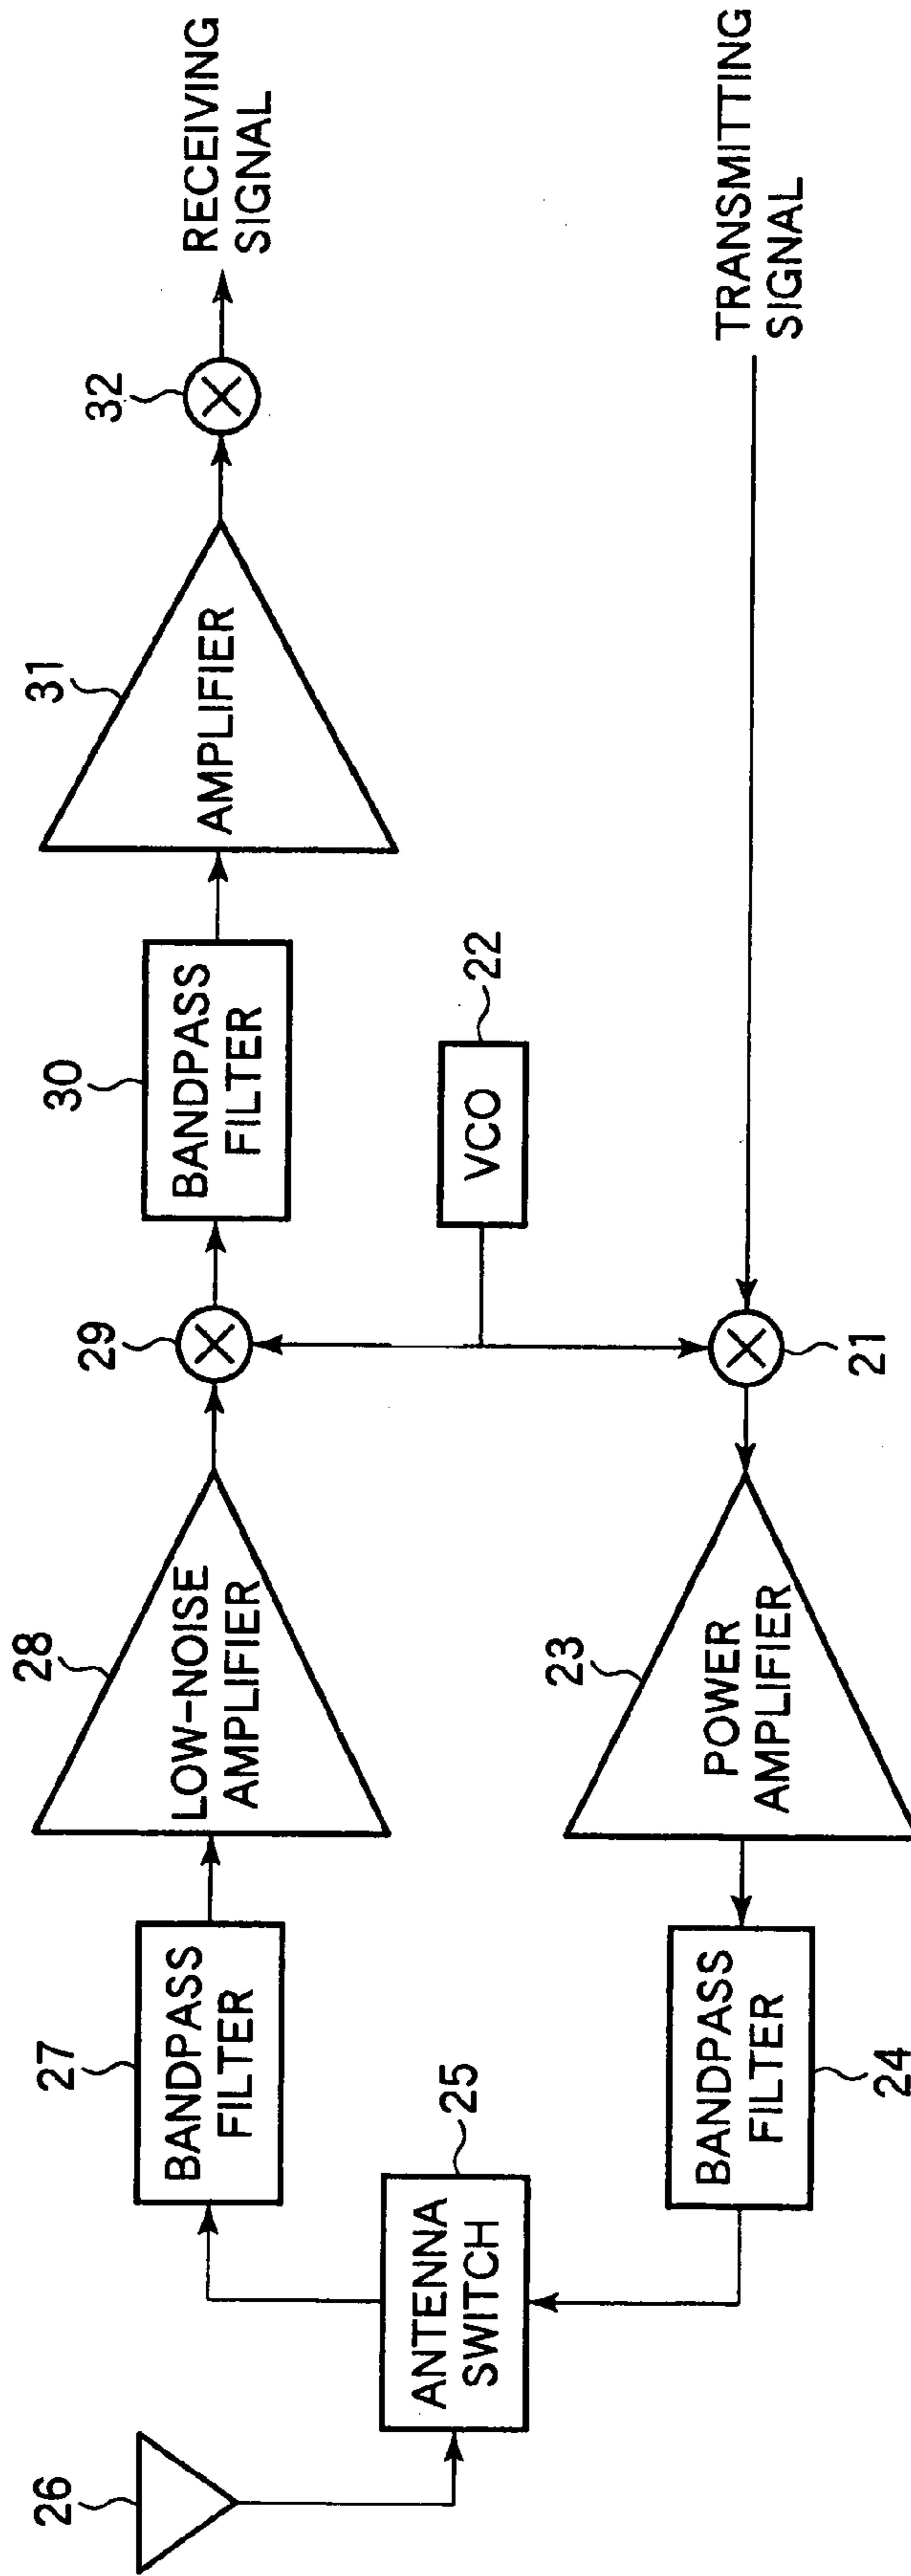 26
27
BANDPASS
FILTER
28
LOW-NOISE
AMPLIFIER
29
30
BANDPASS
FILTER
31
AMPLIFIER
32
RECEIVING
SIGNAL
25
ANTENNA
SWITCH
22
VCO
24
BANDPASS
FILTER
23
POWER
AMPLIFIER
21
TRANSMITTING
SIGNAL